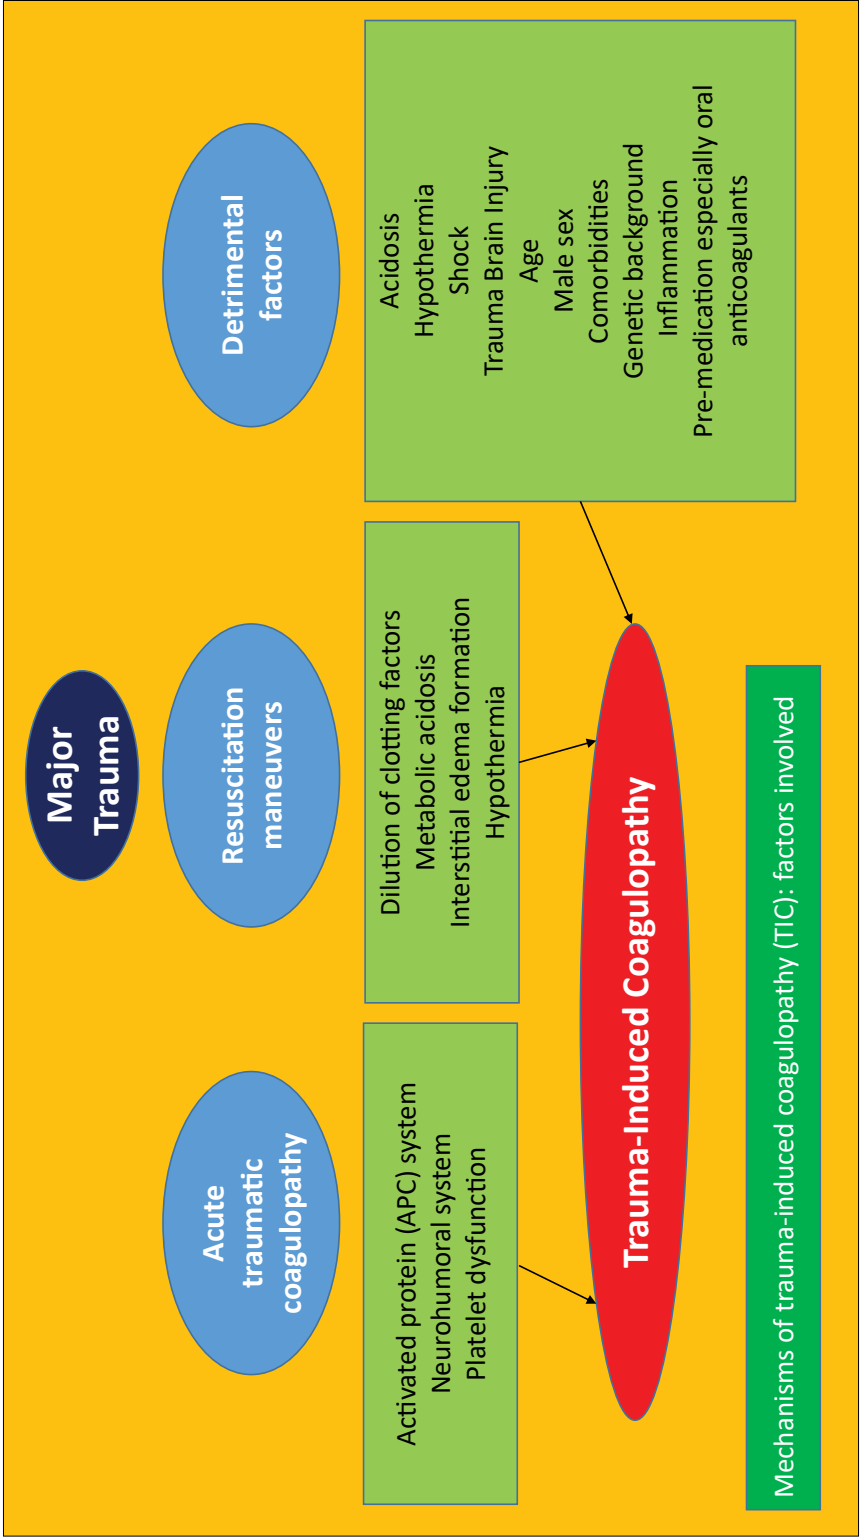 Major
Trauma
Acute
traumatic
coagulopathy
Resuscitation
maneuvers
Detrimental
factors
Activated protein (APC) system
Neurohumoral system
Platelet dysfunction
Dilution of clotting factors
Metabolic acidosis
Interstitial edema formation
Hypothermia
Acidosis
Hypothermia
Shock
Trauma Brain Injury
Age
Male sex
Comorbidities
Genetic background
Inflammation
Pre-medication especially oral
anticoagulants
Trauma-Induced Coagulopathy
Mechanisms of trauma-induced coagulopathy (TIC): factors involved